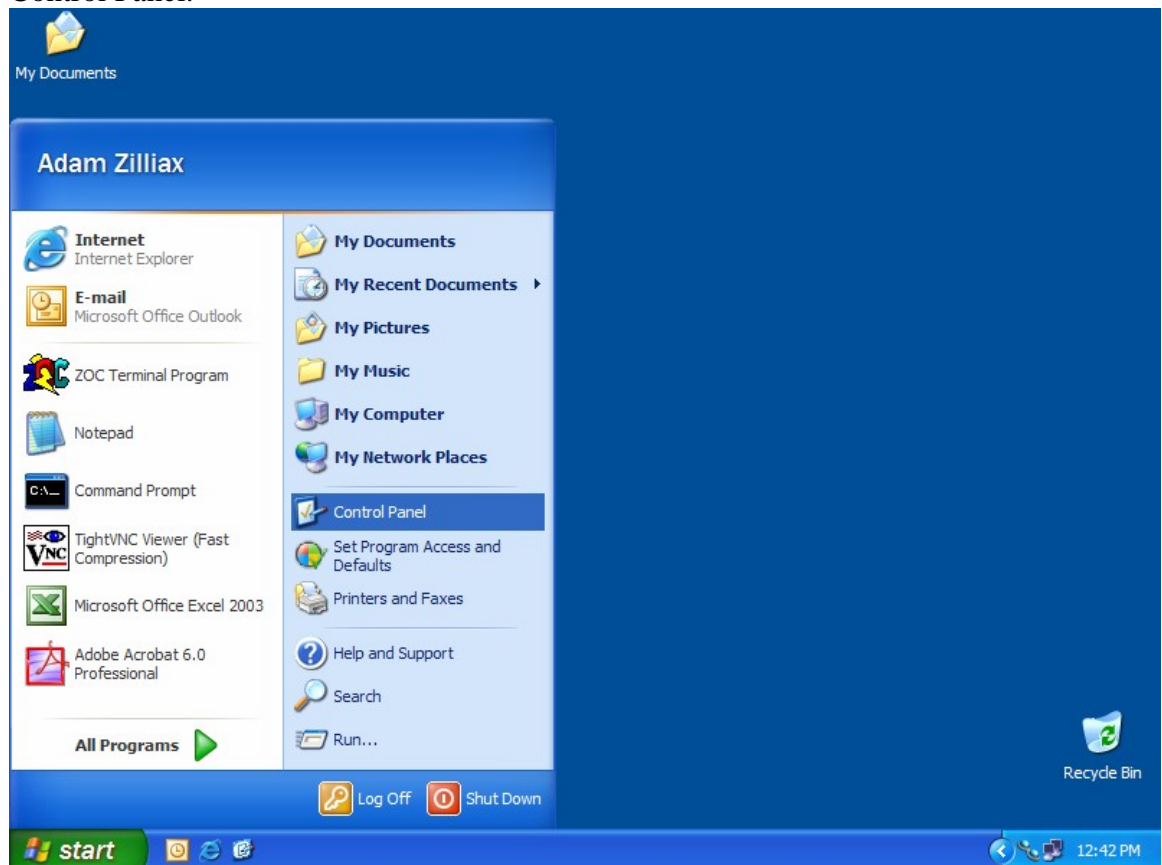 Control Panel.
My Documents
Adam Zilliax
Internet
Internet Explorer
E-mail
Microsoft Office Outlook
ZOC Terminal Program
Notepad
C:\_
Command Prompt
VNC
TightVNC Viewer (Fast
Compression)
Microsoft Office Excel 2003
Adobe Acrobat 6.0
Professional
All Programs
My Documents
My Recent Documents
My Pictures
My Music
My Computer
My Network Places
Control Panel
Set Program Access and
Defaults
Printers and Faxes
Help and Support
Search
Run...
Log Off
Shut Down
Recycle Bin
start
12:42 PM